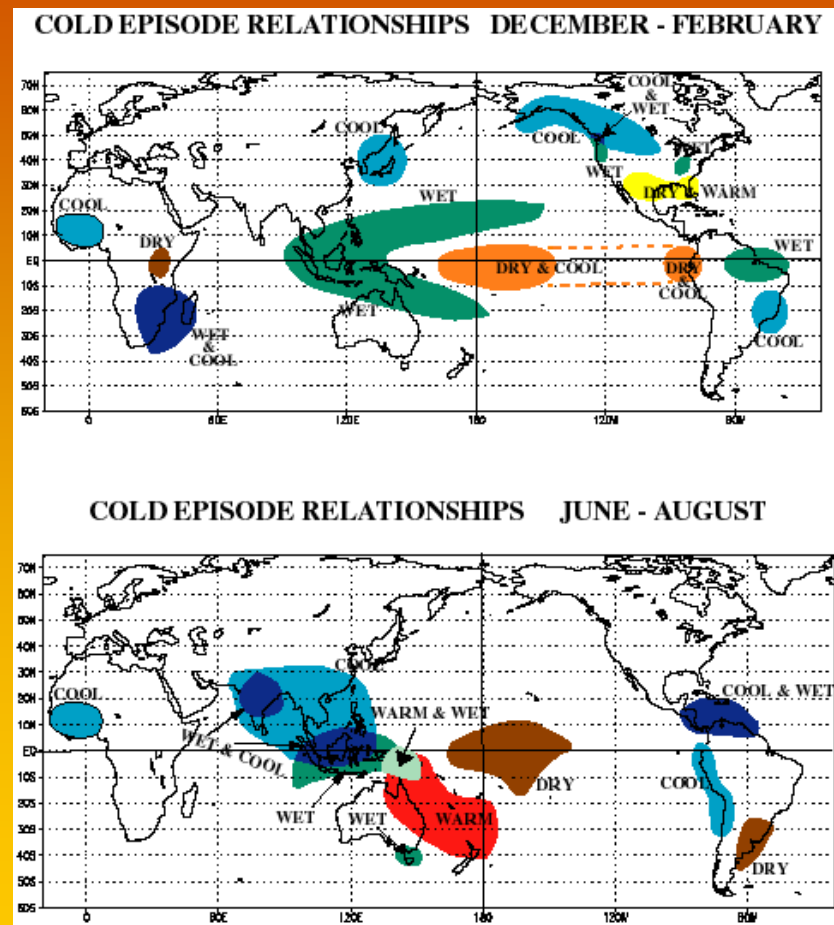 COLD EPISODE RELATIONSHIPS DECEMBER - FEBRUARY
70N
60N
50N
40N
30N
20N
10N
EQ
10S
20S
30S
40S
50S
60S
COOL
&
WET
COOL
COOL
WET
WET
DRY & WARM
WET
COOL
DRY
WET
DRY & COOL
DRY
&
COOL
WET
WET
&
COOL
COOL
0
60E
120E
180
120W
60W
COLD EPISODE RELATIONSHIPS JUNE - AUGUST
70N
60N
50N
40N
30N
20N
10N
EQ
10S
20S
30S
40S
50S
60S
COOL
COOL
WARM & WET
COOL & WET
WET & COOL
WET
WET
WARM
DRY
COOL
DRY
0
60E
120E
180
120W
60W